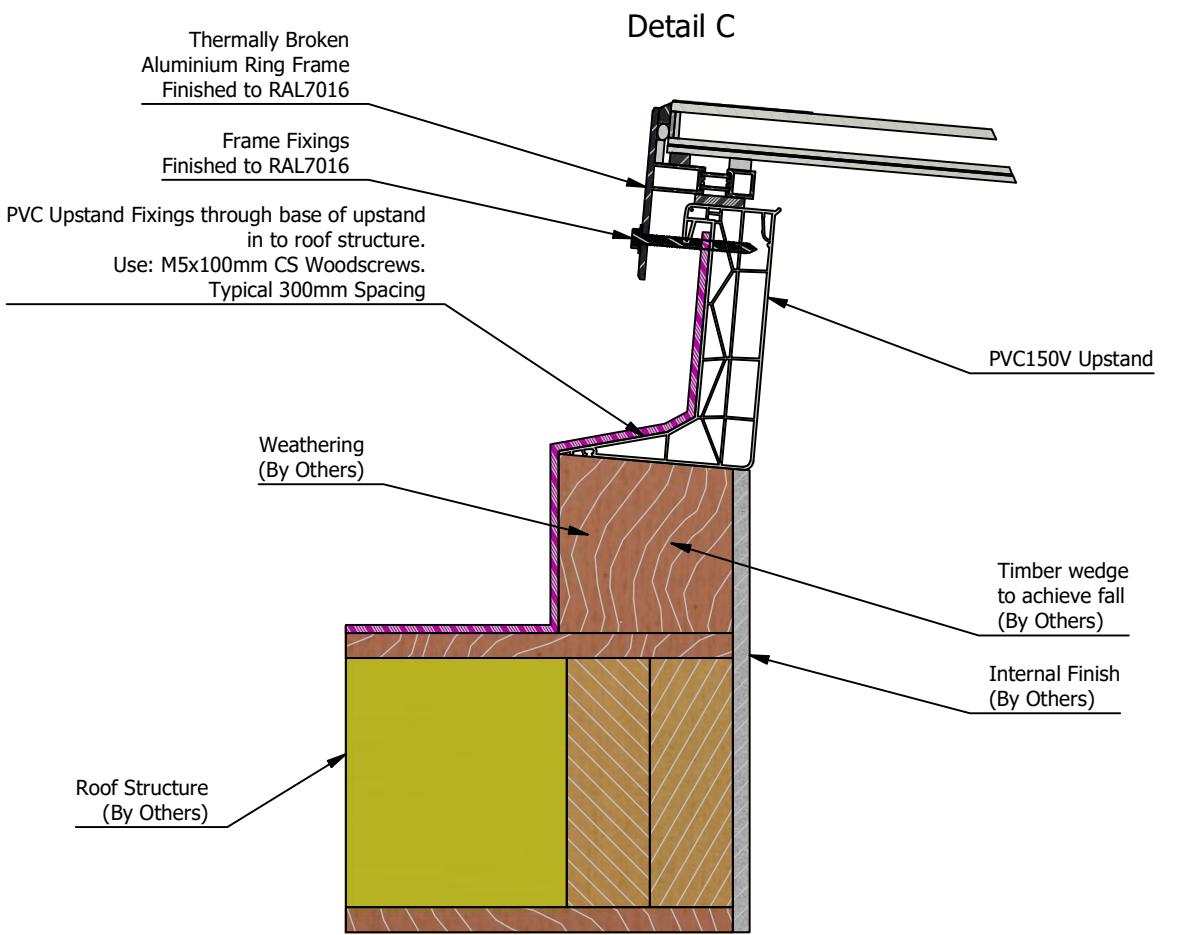 Detail C
Thermally Broken
Aluminium Ring Frame
Finished to RAL7016
Frame Fixings
Finished to RAL7016
PVC Upstand Fixings through base of upstand
in to roof structure.
Use: M5x100mm CS Woodscrews.
Typical 300mm Spacing
PVC150V Upstand
Weathering
(By Others)
Timber wedge
to achieve fall
(By Others)
Internal Finish
(By Others)
Roof Structure
(By Others)